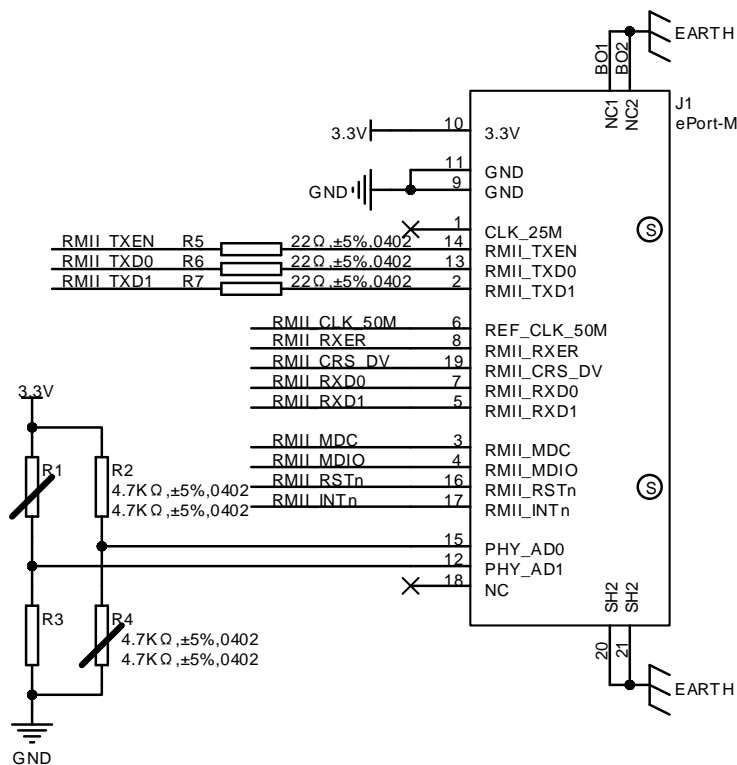 EARTH
BO1
BO2
NC1
NC2
J1
ePort-M
3.3V 10 3.3V
11 GND
GND 9 GND
1 CLK_25M
RMII_TXEN R5 22Ω,±5%,0402 14 RMII_TXEN
RMII_TXD0 R6 22Ω,±5%,0402 13 RMII_TXD0
RMII_TXD1 R7 22Ω,±5%,0402 2 RMII_TXD1
S
RMII_CLK_50M 6 REF_CLK_50M
RMII_RXER 8 RMII_RXER
RMII_CRS_DV 19 RMII_CRS_DV
RMII_RXD0 7 RMII_RXD0
RMII_RXD1 5 RMII_RXD1
3.3V
RMII_MDC 3 RMII_MDC
RMII_MDIO 4 RMII_MDIO
RMII_RSTn 16 RMII_RSTn
RMII_INTn 17 RMII_INTn
S
R1 R2
4.7KΩ,±5%,0402
4.7KΩ,±5%,0402
15 PHY_AD0
12 PHY_AD1
18 NC
R3 R4
4.7KΩ,±5%,0402
4.7KΩ,±5%,0402
SH2
SH2
20
21
EARTH
GND